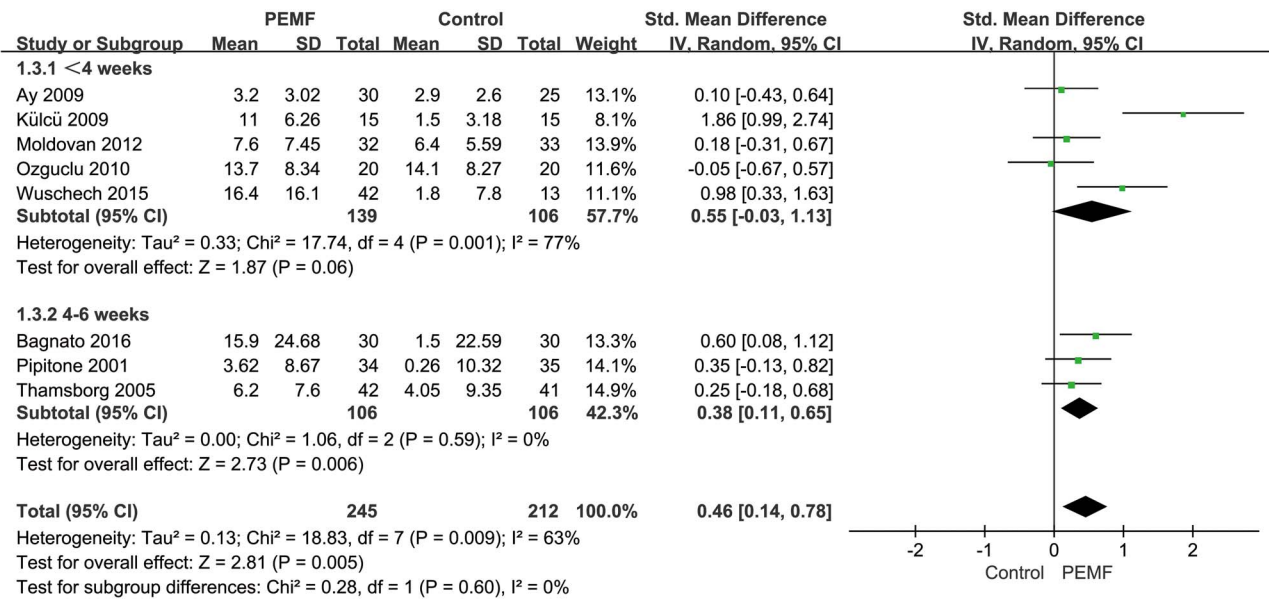 PEMF Control Std. Mean Difference Std. Mean Difference
Study or Subgroup Mean SD Total Mean SD Total Weight IV, Random, 95% CI IV, Random, 95% CI
1.3.1 <4 weeks
Ay 2009 3.2 3.02 30 2.9 2.6 25 13.1% 0.10 [-0.43, 0.64]
Külcü 2009 11 6.26 15 1.5 3.18 15 8.1% 1.86 [0.99, 2.74]
Moldovan 2012 7.6 7.45 32 6.4 5.59 33 13.9% 0.18 [-0.31, 0.67]
Ozguclu 2010 13.7 8.34 20 14.1 8.27 20 11.6% -0.05 [-0.67, 0.57]
Wuschech 2015 16.4 16.1 42 1.8 7.8 13 11.1% 0.98 [0.33, 1.63]
Subtotal (95% CI) 139 106 57.7% 0.55 [-0.03, 1.13]
Heterogeneity: Tau² = 0.33; Chi² = 17.74, df = 4 (P = 0.001); I² = 77%
Test for overall effect: Z = 1.87 (P = 0.06)
1.3.2 4-6 weeks
Bagnato 2016 15.9 24.68 30 1.5 22.59 30 13.3% 0.60 [0.08, 1.12]
Pipitone 2001 3.62 8.67 34 0.26 10.32 35 14.1% 0.35 [-0.13, 0.82]
Thamsborg 2005 6.2 7.6 42 4.05 9.35 41 14.9% 0.25 [-0.18, 0.68]
Subtotal (95% CI) 106 106 42.3% 0.38 [0.11, 0.65]
Heterogeneity: Tau² = 0.00; Chi² = 1.06, df = 2 (P = 0.59); I² = 0%
Test for overall effect: Z = 2.73 (P = 0.006)
Total (95% CI) 245 212 100.0% 0.46 [0.14, 0.78]
Heterogeneity: Tau² = 0.13; Chi² = 18.83, df = 7 (P = 0.009); I² = 63%
Test for overall effect: Z = 2.81 (P = 0.005)
Test for subgroup differences: Chi² = 0.28, df = 1 (P = 0.60), I² = 0%
-2 -1 0 1 2
Control PEMF